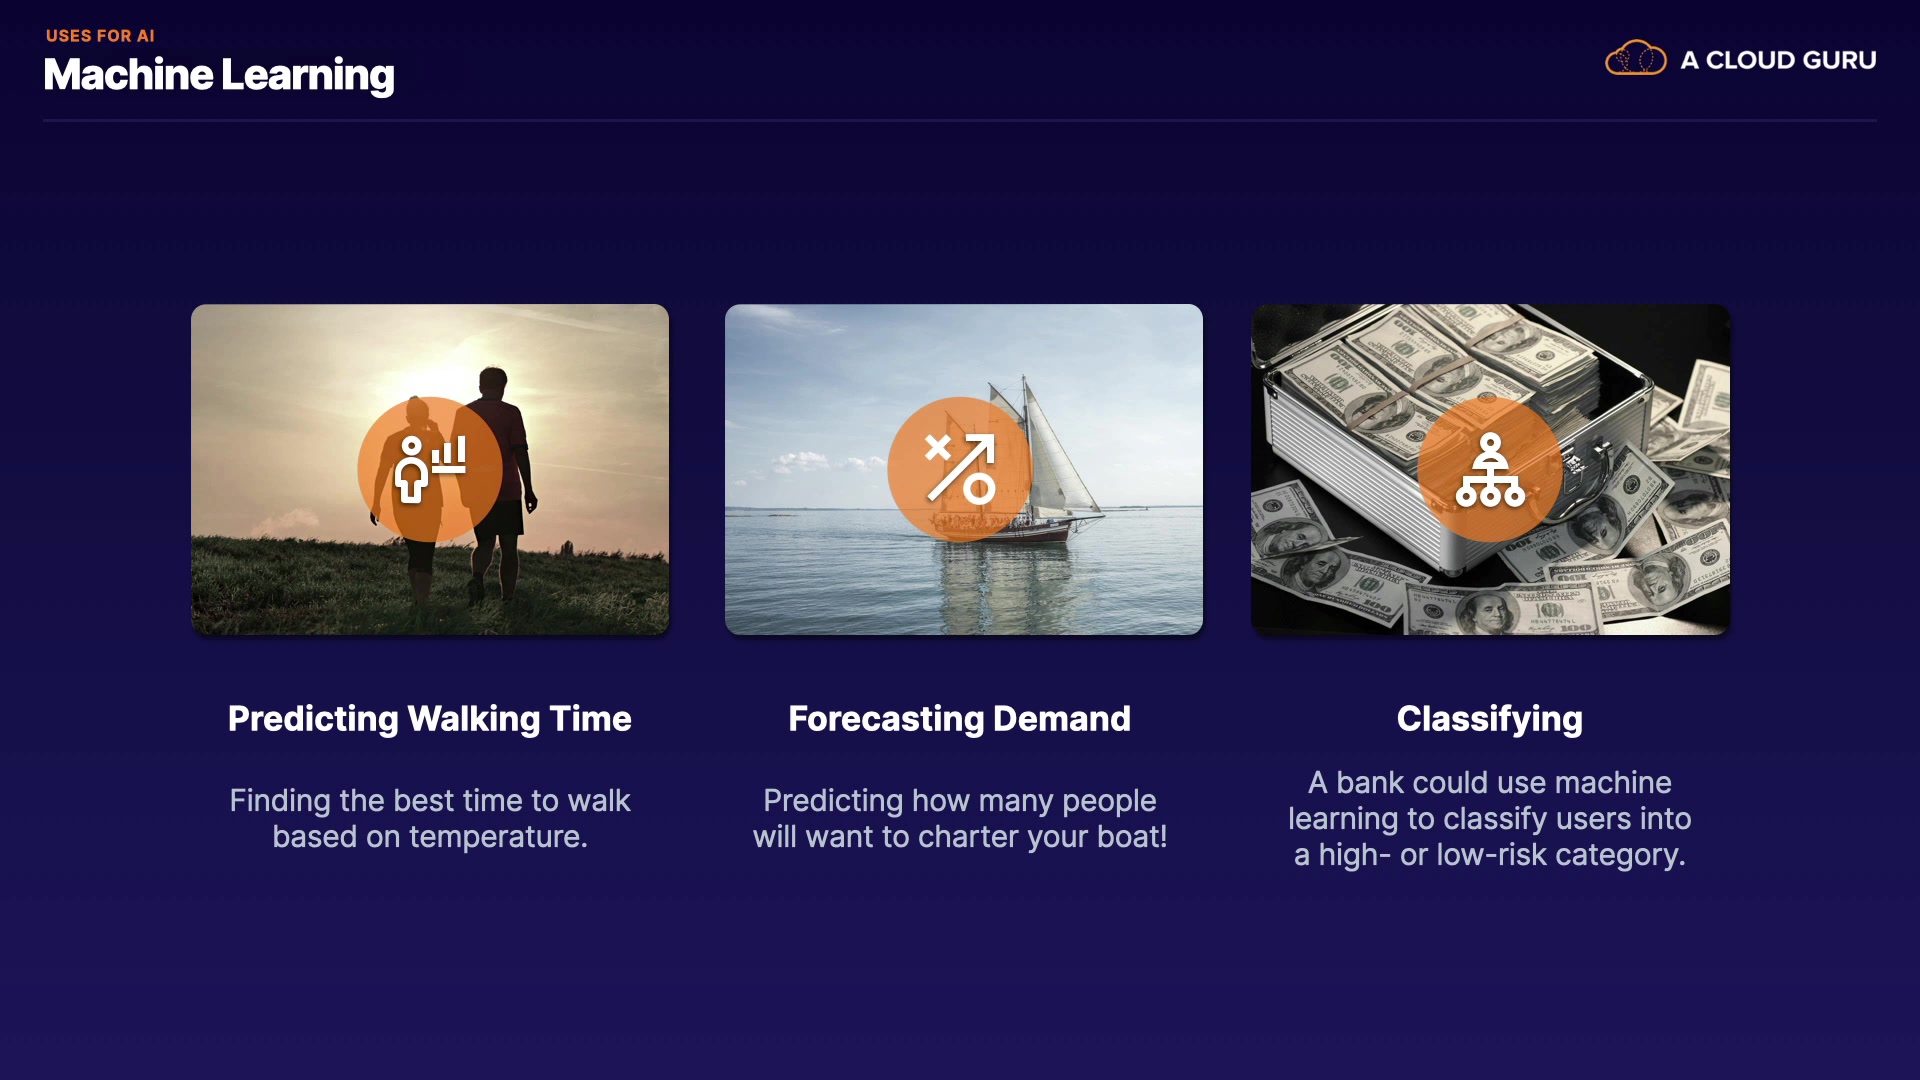 USES FOR AI
Machine Learning
A CLOUD GURU
Predicting Walking Time
Finding the best time to walk
based on temperature.
Forecasting Demand
Predicting how many people
will want to charter your boat!
Classifying
A bank could use machine
learning to classify users into
a high- or low-risk category.